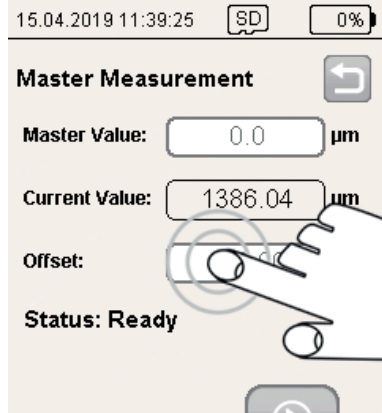 15.04.2019 11:39:25 SD 0%
Master Measurement
Master Value: 0.0 µm
Current Value: 1386.04 µm
Offset:
Status: Ready